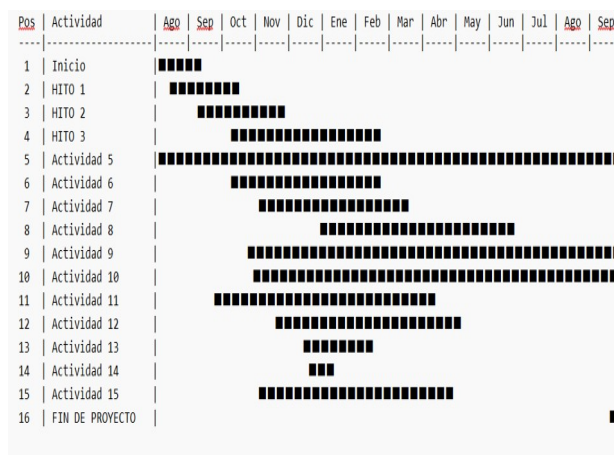 Pos | Actividad | Ago | Sep | Oct | Nov | Dic | Ene | Feb | Mar | Abr | May | Jun | Jul | Ago | Sep
1 | Inicio
2 | HITO 1
3 | HITO 2
4 | HITO 3
5 | Actividad 5
6 | Actividad 6
7 | Actividad 7
8 | Actividad 8
9 | Actividad 9
10 | Actividad 10
11 | Actividad 11
12 | Actividad 12
13 | Actividad 13
14 | Actividad 14
15 | Actividad 15
16 | FIN DE PROYECTO